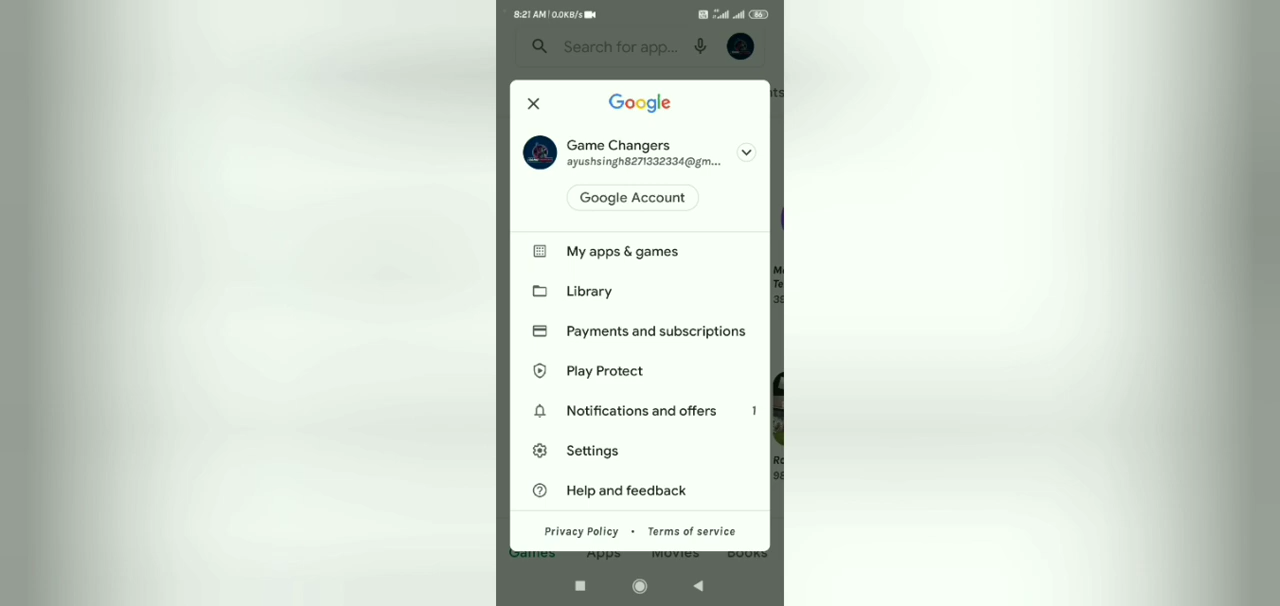 8:21 AM | 0.0KB/s
86
Search for app...
Google
Game Changers
ayushsingh8271332334@gm...
Google Account
My apps & games
Library
Payments and subscriptions
Play Protect
Notifications and offers 1
Settings
Help and feedback
Privacy Policy • Terms of service
Games Apps Movies Books